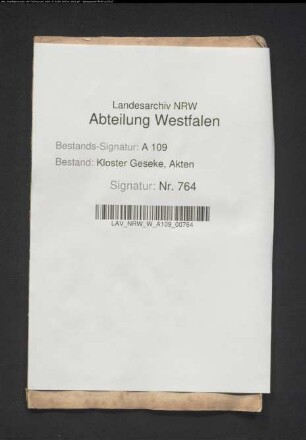 Landesarchiv NRW
Abteilung Westfalen
Bestands-Signatur: A 109
Bestand: Kloster Geseke, Akten
Signatur: Nr. 764
LAV_NRW_W_A109_00764